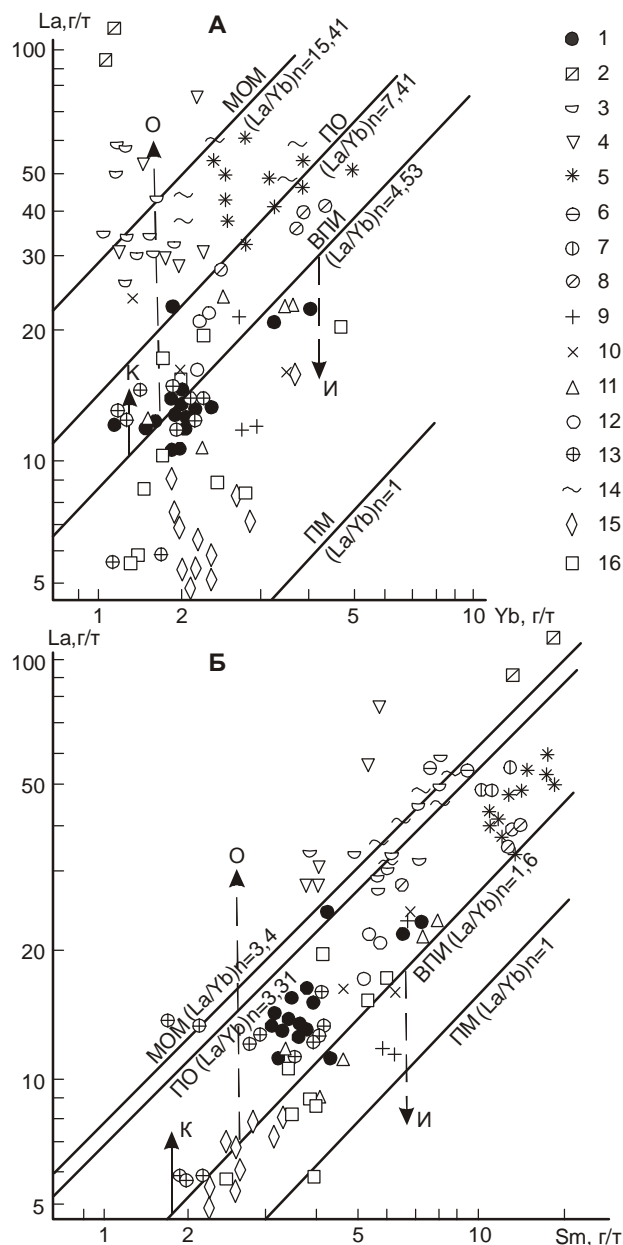 La,г/т
А
100
50
40
30
20
10
5
1
2
5
10
Yb, г/т
МОМ
(La/Yb)n=15,41
ПО
(La/Yb)n=7,41
ВПИ
(La/Yb)n=4,53
ПМ
(La/Yb)n=1
О
К
И
1
2
3
4
5
6
7
8
9
10
11
12
13
14
15
16
La,г/т
Б
100
50
20
10
5
1
2
5
10
Sm, г/т
МОМ (La/Yb)n=3,4
ПО (La/Yb)n=3,31
ВПИ (La/Yb)n=1,6
ПМ (La/Yb)n=1
О
К
И